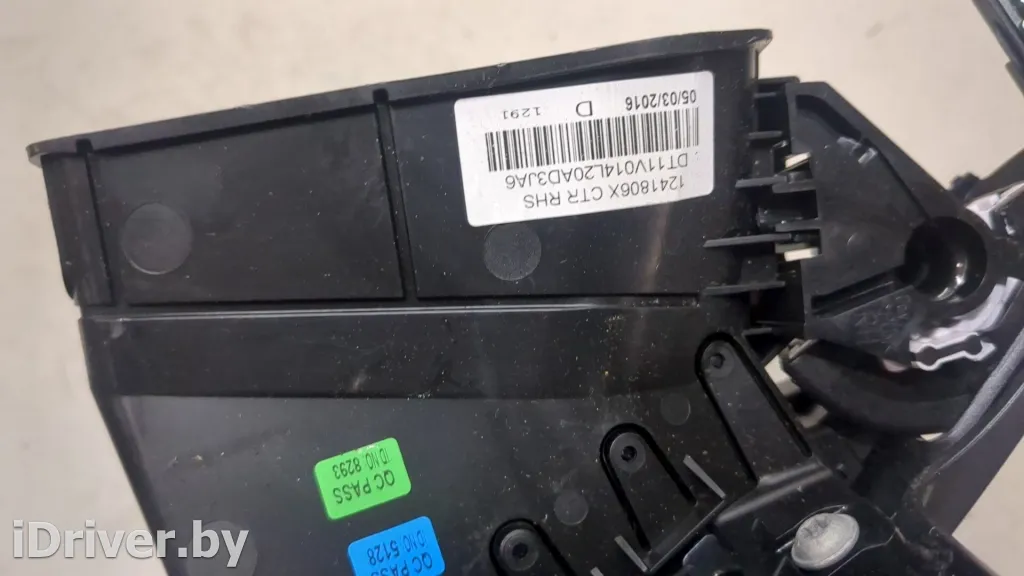 1241806X CTR RHS
DT11V014L20AD3JA6
D
1291
05/03/2016
QC PASS
ID NO 8293
QC PASS
ID NO 5128
iDriver.by